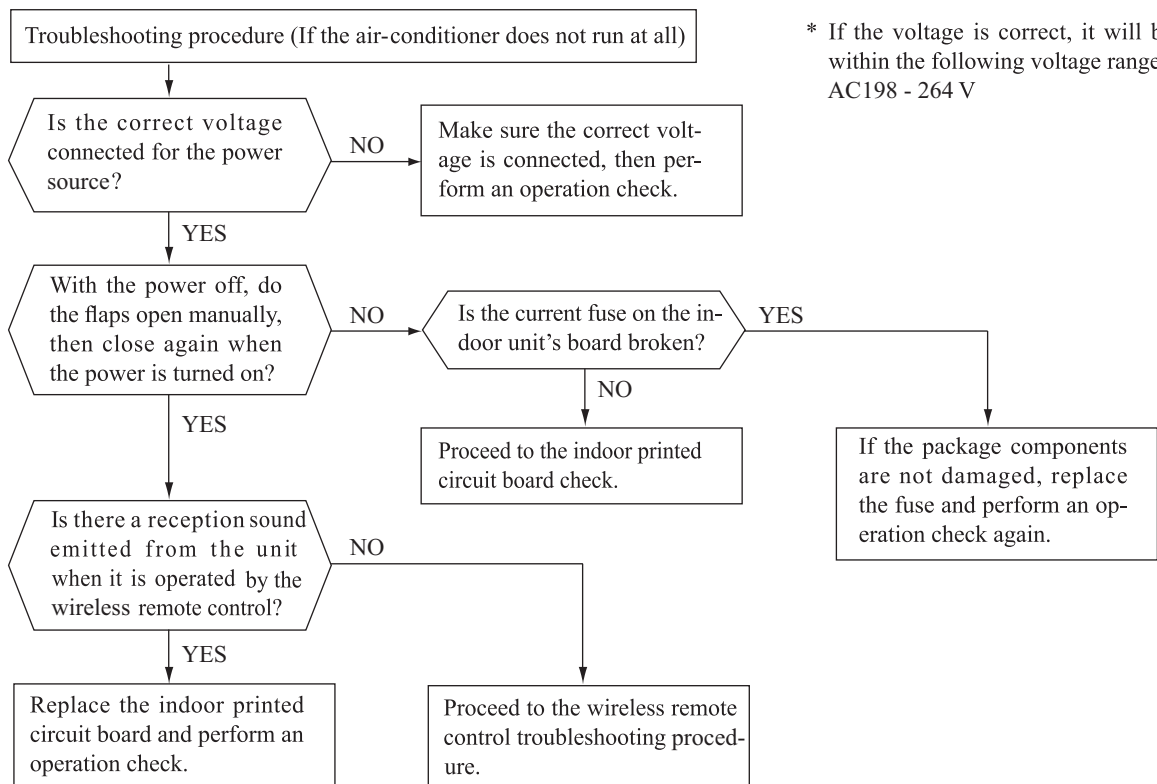 Troubleshooting procedure (If the air-conditioner does not run at all)
* If the voltage is correct, it will b
within the following voltage range
AC198 - 264 V
Is the correct voltage
connected for the power
source?
NO
Make sure the correct volt-
age is connected, then per-
form an operation check.
YES
With the power off, do
the flaps open manually,
then close again when
the power is turned on?
NO
Is the current fuse on the in-
door unit's board broken?
YES
NO
YES
Proceed to the indoor printed
circuit board check.
If the package components
are not damaged, replace
the fuse and perform an op-
eration check again.
Is there a reception sound
emitted from the unit
when it is operated by the
wireless remote control?
NO
YES
Replace the indoor printed
circuit board and perform an
operation check.
Proceed to the wireless remote
control troubleshooting proced-
ure.